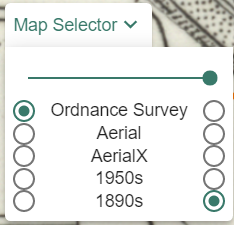 Map Selector
Ordnance Survey
Aerial
AerialX
1950s
1890s